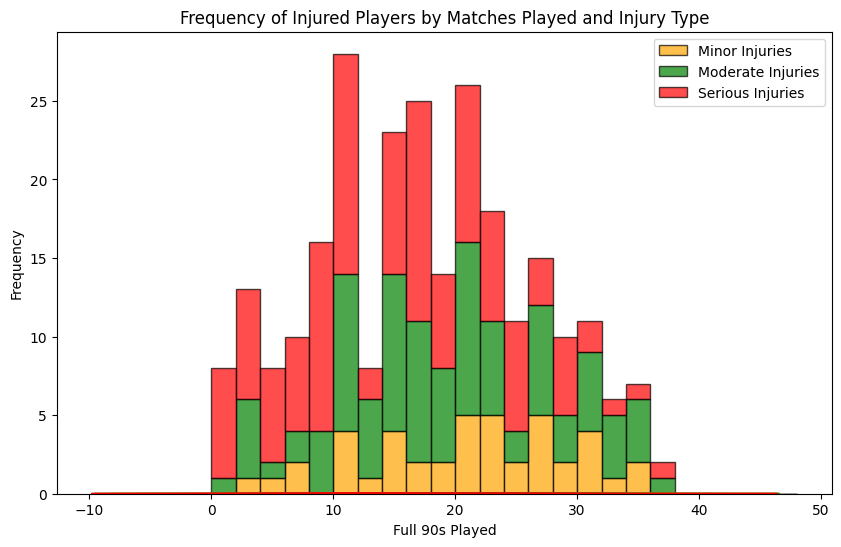 Frequency of Injured Players by Matches Played and Injury Type
Minor Injuries
Moderate Injuries
Serious Injuries
Frequency
25
20
15
10
5
0
−10
0
10
20
30
40
50
Full 90s Played